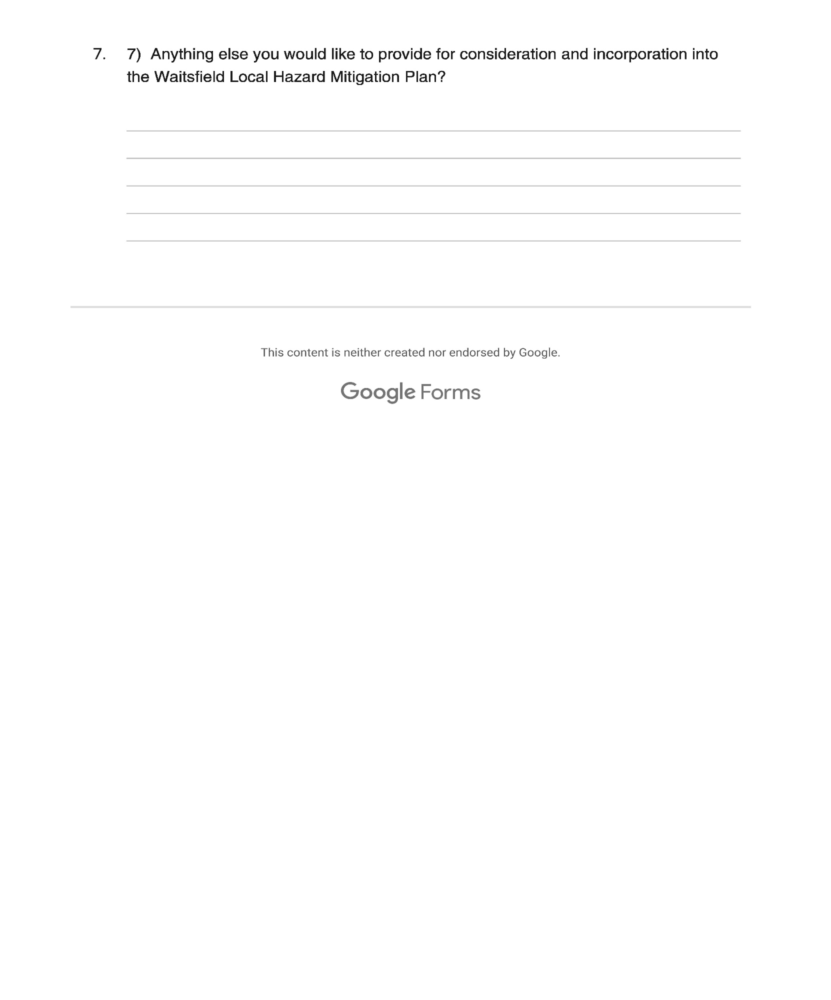 7. 7) Anything else you would like to provide for consideration and incorporation into
the Waitsfield Local Hazard Mitigation Plan?
This content is neither created nor endorsed by Google.
Google Forms